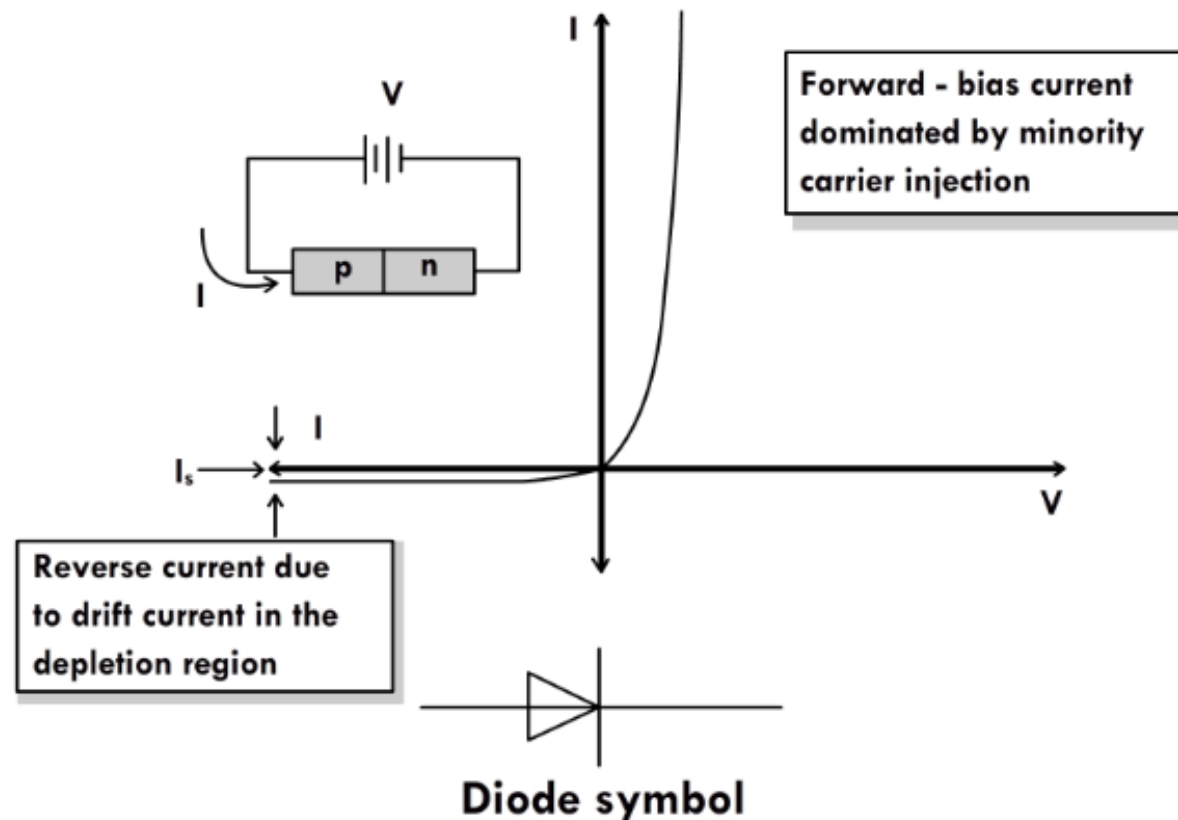 I
V
Forward - bias current
dominated by minority
carrier injection
p n
I
I
Is
V
Reverse current due
to drift current in the
depletion region
Diode symbol